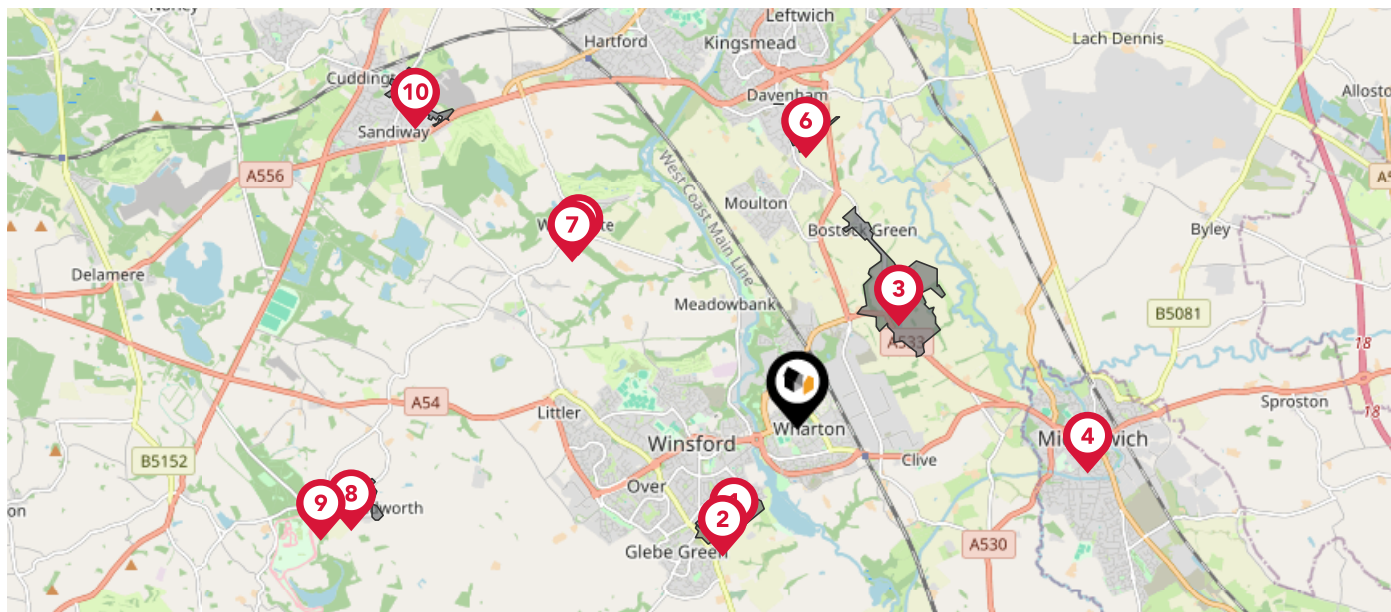 Leftwich
Hartford
Kingsmead
Lach Dennis
Cudding
10
Davenham
Sandiway
6
A556
West Coast Main Line
Moulton
7
Bostock Green
Byley
Delamere
3
Meadowbank
B5081
A533
18
A54
Littler
Sproston
18
Wharton
4
Winsford
B5152
Clive
Over
9
8
worth
1
2
Glebe Green
A530